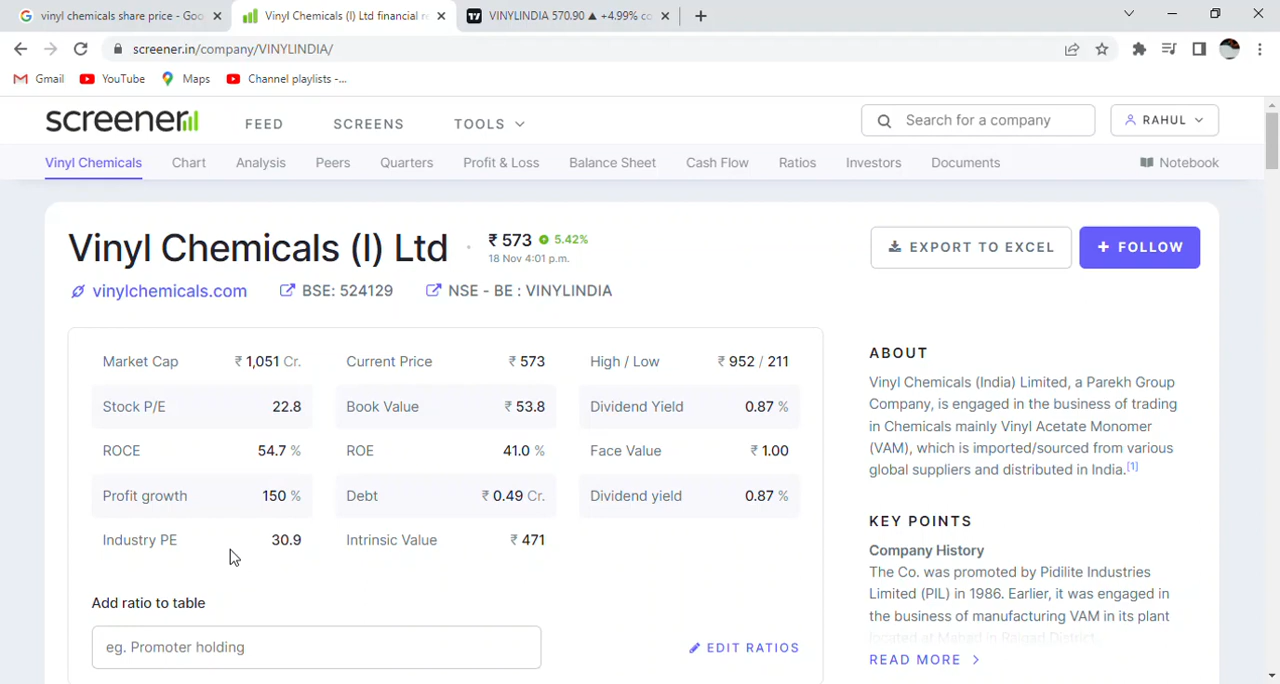 vinyl chemicals share price - Goo
Vinyl Chemicals (I) Ltd financial re
VINYLINDIA 570.90 ▲ +4.99% co
screener.in/company/VINYLINDIA/
Gmail
YouTube
Maps
Channel playlists -...
screener
FEED
SCREENS
TOOLS
Search for a company
RAHUL
Vinyl Chemicals
Chart
Analysis
Peers
Quarters
Profit & Loss
Balance Sheet
Cash Flow
Ratios
Investors
Documents
Notebook
Vinyl Chemicals (I) Ltd
₹ 573 5.42%
18 Nov 4:01 p.m.
EXPORT TO EXCEL
+ FOLLOW
vinylchemicals.com
BSE: 524129
NSE - BE : VINYLINDIA
Market Cap ₹ 1,051 Cr.
Current Price ₹ 573
High / Low ₹ 952 / 211
Stock P/E 22.8
Book Value ₹ 53.8
Dividend Yield 0.87 %
ROCE 54.7 %
ROE 41.0 %
Face Value ₹ 1.00
Profit growth 150 %
Debt ₹ 0.49 Cr.
Dividend yield 0.87 %
Industry PE 30.9
Intrinsic Value ₹ 471
Add ratio to table
eg. Promoter holding
EDIT RATIOS
ABOUT
Vinyl Chemicals (India) Limited, a Parekh Group
Company, is engaged in the business of trading
in Chemicals mainly Vinyl Acetate Monomer
(VAM), which is imported/sourced from various
global suppliers and distributed in India.[1]
KEY POINTS
Company History
The Co. was promoted by Pidilite Industries
Limited (PIL) in 1986. Earlier, it was engaged in
the business of manufacturing VAM in its plant
located at Mahad in Raigad District.
READ MORE >